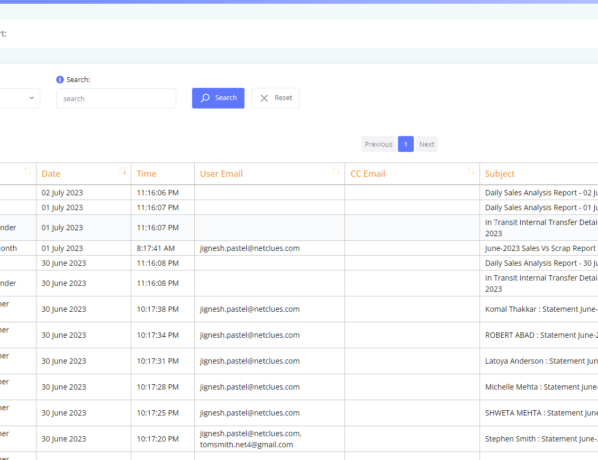 rt:
Search:
search
Search
Reset
Previous 1 Next
Date Time User Email CC Email Subject
02 July 2023 11:16:06 PM Daily Sales Analysis Report - 02 Ju
01 July 2023 11:16:07 PM Daily Sales Analysis Report - 01 Ju
nder 01 July 2023 11:16:07 PM In Transit Internal Transfer Detai
2023
onth 01 July 2023 8:17:41 AM jignesh.pastel@netclues.com June-2023 Sales Vs Scrap Report
30 June 2023 11:16:08 PM Daily Sales Analysis Report - 30 Ju
nder 30 June 2023 11:16:08 PM In Transit Internal Transfer Detai
2023
ner
30 June 2023 10:17:38 PM jignesh.pastel@netclues.com Komal Thakkar : Statement June-
ner
30 June 2023 10:17:34 PM jignesh.pastel@netclues.com ROBERT ABAD : Statement June-2
ner
30 June 2023 10:17:31 PM jignesh.pastel@netclues.com Latoya Anderson : Statement Jun
ner
30 June 2023 10:17:28 PM jignesh.pastel@netclues.com Michelle Mehta : Statement June-
ner
30 June 2023 10:17:25 PM jignesh.pastel@netclues.com SHWETA MEHTA : Statement June
ner
30 June 2023 10:17:20 PM jignesh.pastel@netclues.com, Stephen Smith : Statement June-
tomsmith.net4@gmail.com
ner